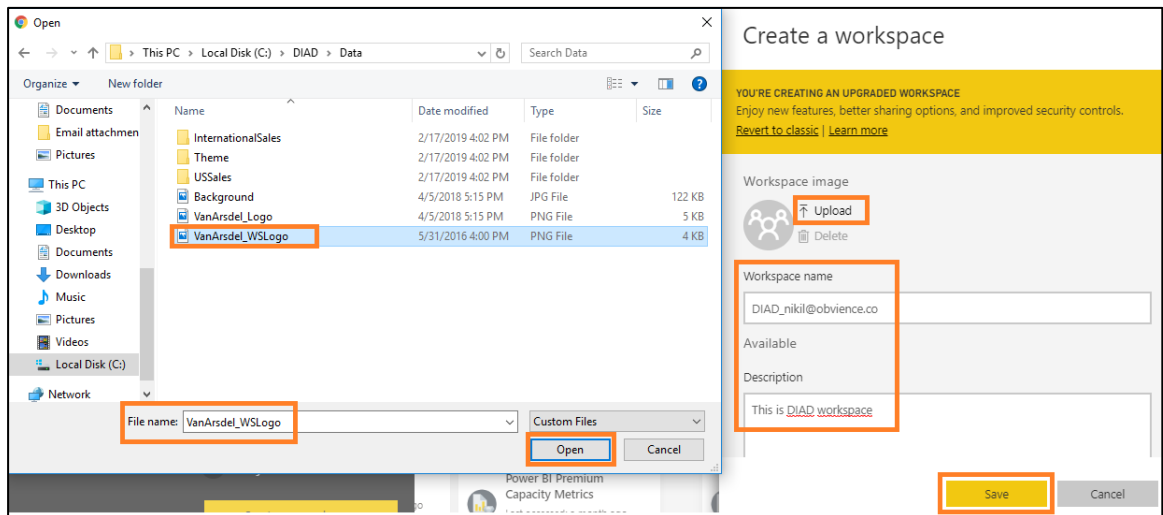 Open
This PC > Local Disk (C:) > DIAD > Data
Search Data
Organize
New folder
Documents
Email attachmen
Pictures
This PC
3D Objects
Desktop
Documents
Downloads
Music
Pictures
Videos
Local Disk (C:)
Network
Name Date modified Type Size
InternationalSales 2/17/2019 4:02 PM File folder
Theme 2/17/2019 4:02 PM File folder
USSales 2/17/2019 4:02 PM File folder
Background 4/5/2018 5:15 PM JPG File 122 KB
VanArsdel_Logo 4/5/2018 5:15 PM PNG File 5 KB
VanArsdel_WSLogo 5/31/2016 4:00 PM PNG File 4 KB
File name: VanArsdel_WSLogo
Custom Files
Open
Cancel
Power BI Premium
Capacity Metrics
Create a workspace
YOU'RE CREATING AN UPGRADED WORKSPACE
Enjoy new features, better sharing options, and improved security controls.
Revert to classic | Learn more
Workspace image
Upload
Delete
Workspace name
DIAD_nikil@obvience.co
Available
Description
This is DIAD workspace
Save
Cancel